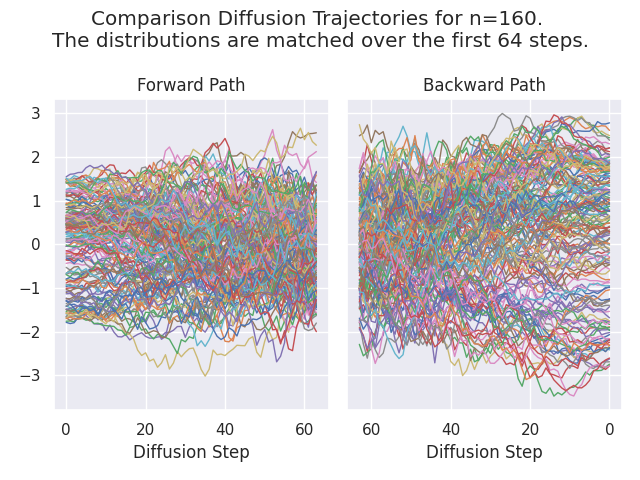 Comparison Diffusion Trajectories for n=160.
The distributions are matched over the first 64 steps.
Forward Path
Backward Path
3
2
1
0
−1
−2
−3
0 20 40 60
60 40 20 0
Diffusion Step
Diffusion Step